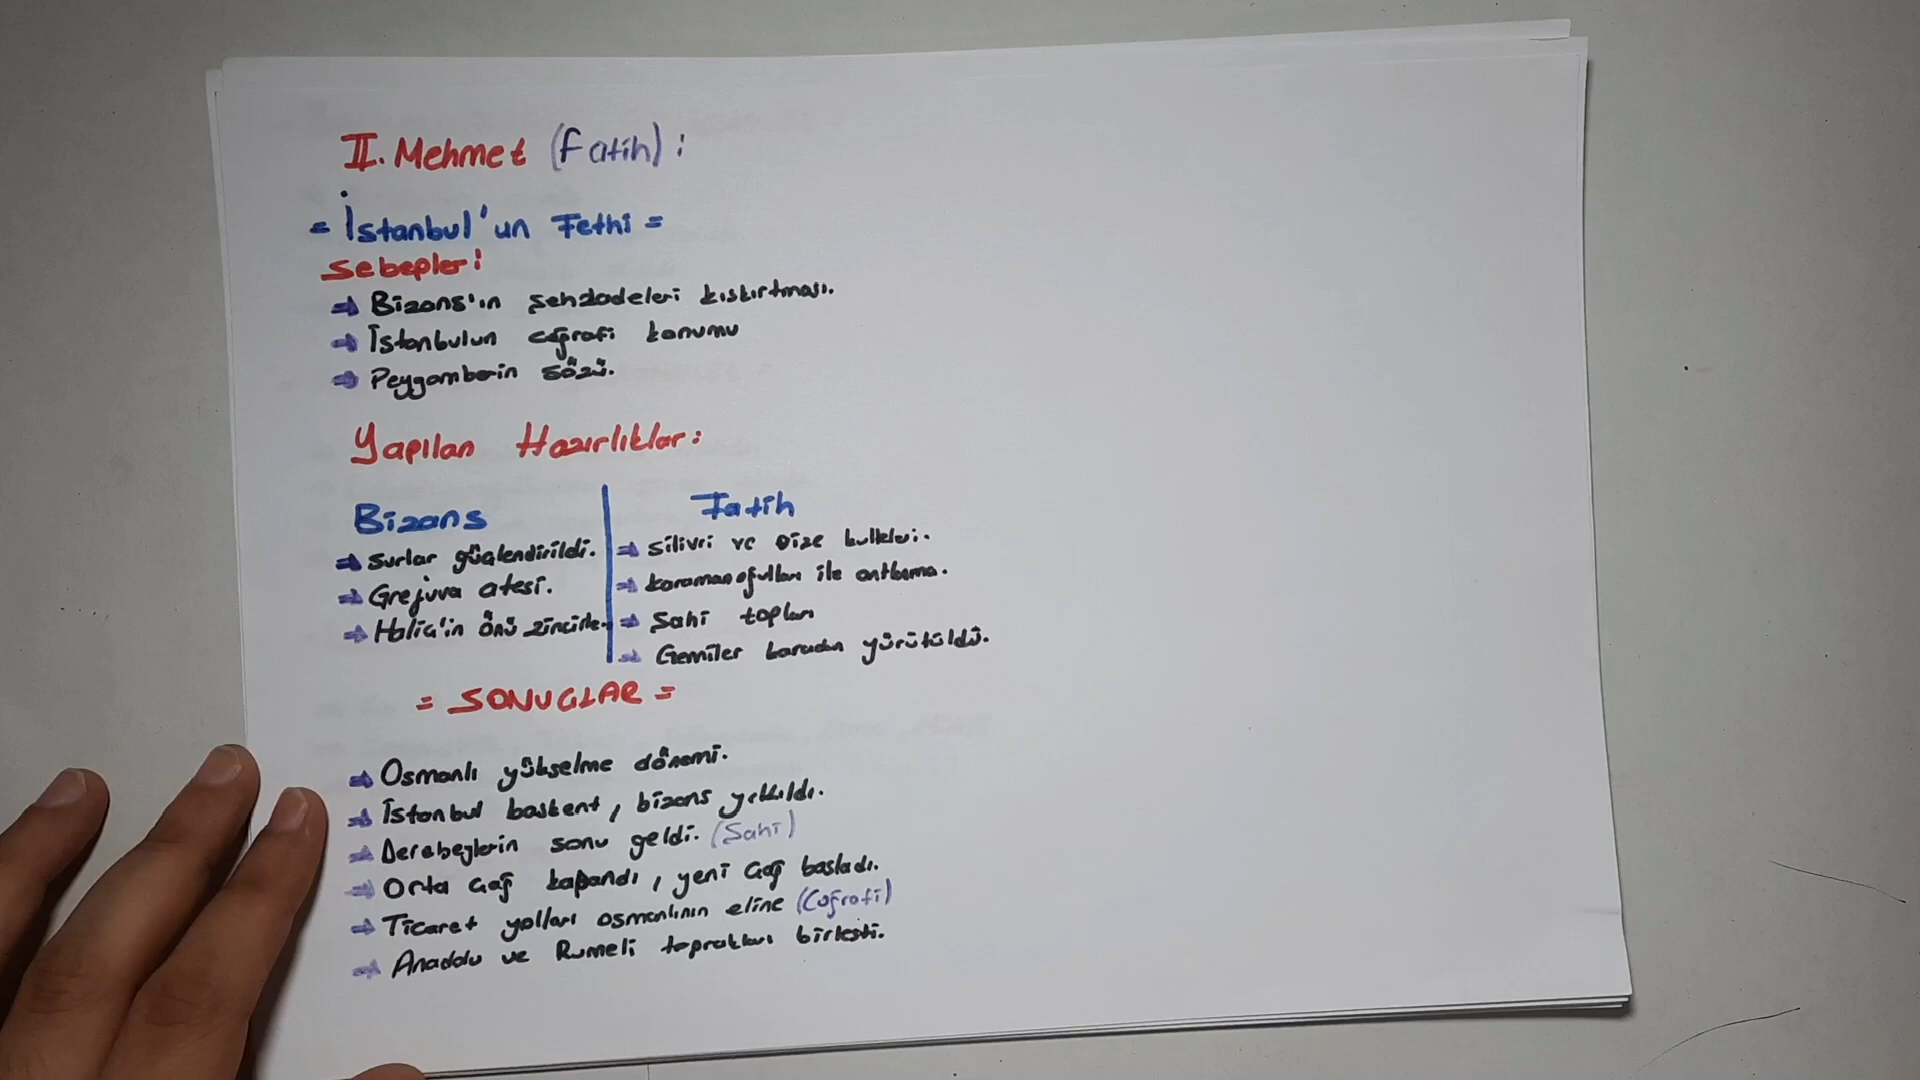 II. Mehmet (Fatih) :
= İstanbul'un Fethi =
Sebepler:
⇒ Bizans'ın şehzadeleri kışkırtması.
⇒ İstanbulun coğrafi konumu
⇒ Peygamberin sözü.
Yapılan Hazırlıklar:
Bizans
⇒ Surlar güçlendirildi.
⇒ Grejuva ateşi.
⇒ Haliç'in önü zincirle.
Fatih
⇒ Silivri ve Vize kuleleri.
⇒ Karamanoğulları ile antlaşma.
⇒ Şahi topları
⇒ Gemiler karadan yürütüldü.
= SONUÇLAR =
⇒ Osmanlı yükselme dönemi.
⇒ İstanbul başkent, bizans yıkıldı.
⇒ Derebeylerin sonu geldi. (Şahi)
⇒ Orta çağ kapandı, yeni çağ başladı.
⇒ Ticaret yolları osmanlının eline (Coğrafi)
⇒ Anadolu ve Rumeli toprakları birleşti.